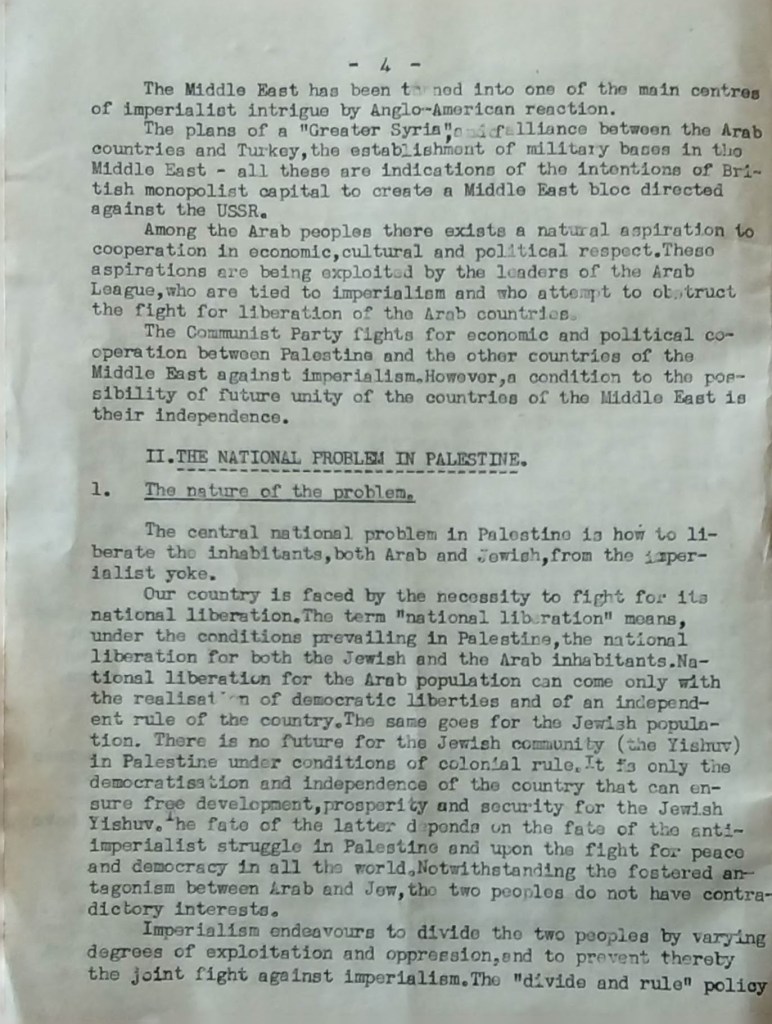 - 4 -
The Middle East has been turned into one of the main centres
of imperialist intrigue by Anglo-American reaction.
The plans of a "Greater Syria", alliance between the Arab
countries and Turkey,the establishment of military bases in the
Middle East - all these are indications of the intentions of Bri-
tish monopolist capital to create a Middle East bloc directed
against the USSR.
Among the Arab peoples there exists a natural aspiration to
cooperation in economic,cultural and political respect.These
aspirations are being exploited by the leaders of the Arab
League,who are tied to imperialism and who attempt to obstruct
the fight for liberation of the Arab countries.
The Communist Party fights for economic and political co-
operation between Palestine and the other countries of the
Middle East against imperialism.However,a condition to the pos-
sibility of future unity of the countries of the Middle East is
their independence.
II.THE NATIONAL PROBLEM IN PALESTINE.
1. The nature of the problem.
The central national problem in Palestine is how to li-
berate the inhabitants,both Arab and Jewish,from the imper-
ialist yoke.
Our country is faced by the necessity to fight for its
national liberation.The term "national liberation" means,
under the conditions prevailing in Palestine,the national
liberation for both the Jewish and the Arab inhabitants.Na-
tional liberation for the Arab population can come only with
the realisation of democratic liberties and of an independ-
ent rule of the country.The same goes for the Jewish popula-
tion. There is no future for the Jewish community (the Yishuv)
in Palestine under conditions of colonial rule.It is only the
democratisation and independence of the country that can en-
sure free development,prosperity and security for the Jewish
Yishuv.The fate of the latter depends on the fate of the anti-
imperialist struggle in Palestine and upon the fight for peace
and democracy in all the world.Notwithstanding the fostered an-
tagonism between Arab and Jew,the two peoples do not have contra-
dictory interests.
Imperialism endeavours to divide the two peoples by varying
degrees of exploitation and oppression,and to prevent thereby
the joint fight against imperialism.The "divide and rule" policy